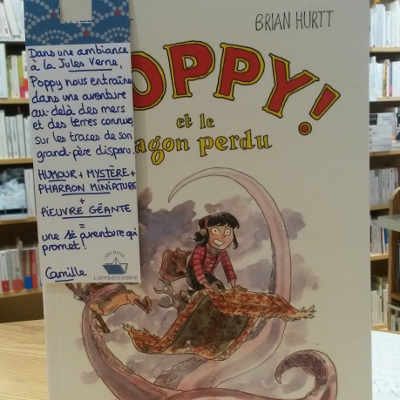 BRIAN HURTT
OPPY!
et le
agon perdu
Dans une ambiance
à la Jules Verne,
Poppy nous entraîne
dans une aventure
au-delà des mers
et des terres connues,
sur les traces de son
grand-père disparu.
HUMOUR + MYSTÈRE +
PHARAON MINIATURE
+
PIEUVRE GÉANTE
=
une sé aventure qui
promet !
Camille
librairie
L'embarcadère